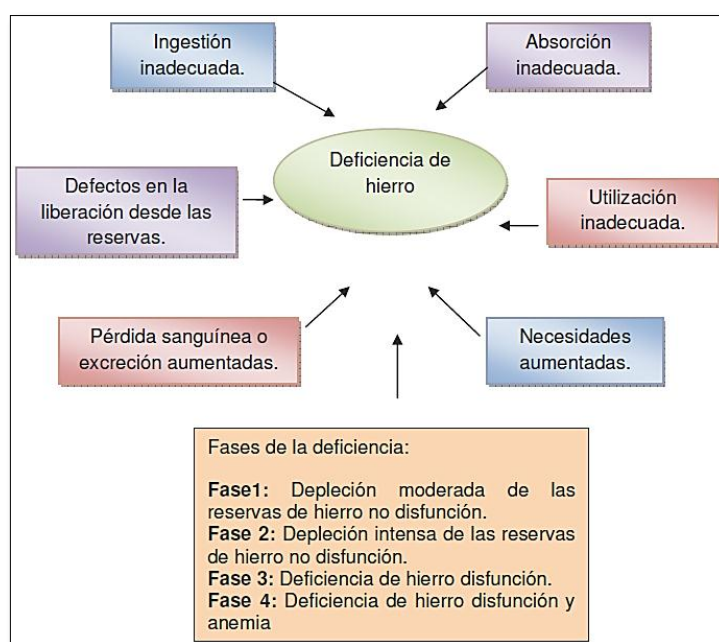 Ingestión
inadecuada.
Absorción
inadecuada.
Deficiencia de
hierro
Defectos en la
liberación desde las
reservas.
Utilización
inadecuada.
Pérdida sanguínea o
excreción aumentadas.
Necesidades
aumentadas.
Fases de la deficiencia:
Fase1: Depleción moderada de las
reservas de hierro no disfunción.
Fase 2: Depleción intensa de las reservas
de hierro no disfunción.
Fase 3: Deficiencia de hierro disfunción.
Fase 4: Deficiencia de hierro disfunción y
anemia